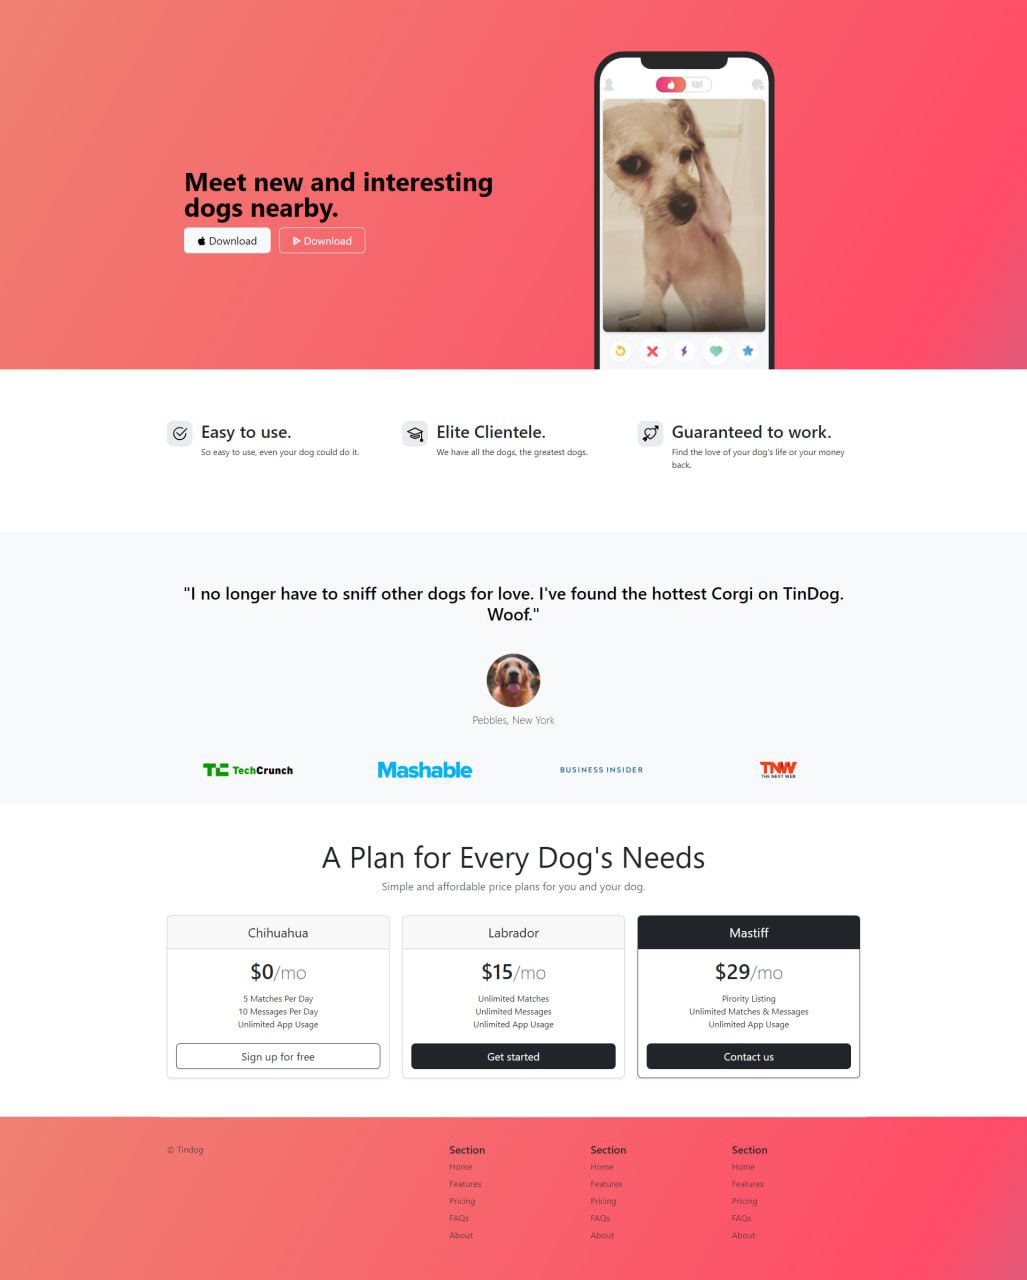 Meet new and interesting
dogs nearby.
Download
Download
Easy to use.
So easy to use, even your dog could do it.
Elite Clientele.
We have all the dogs, the greatest dogs.
Guaranteed to work.
Find the love of your dog's life or your money
back.
"I no longer have to sniff other dogs for love. I've found the hottest Corgi on TinDog.
Woof."
Pebbles, New York
TC TechCrunch
Mashable
BUSINESS INSIDER
TNW
THE NEXT WEB
A Plan for Every Dog's Needs
Simple and affordable price plans for you and your dog.
Chihuahua
$0/mo
5 Matches Per Day
10 Messages Per Day
Unlimited App Usage
Sign up for free
Labrador
$15/mo
Unlimited Matches
Unlimited Messages
Unlimited App Usage
Get started
Mastiff
$29/mo
Pirority Listing
Unlimited Matches & Messages
Unlimited App Usage
Contact us
© Tindog
Section
Home
Features
Pricing
FAQs
About
Section
Home
Features
Pricing
FAQs
About
Section
Home
Features
Pricing
FAQs
About